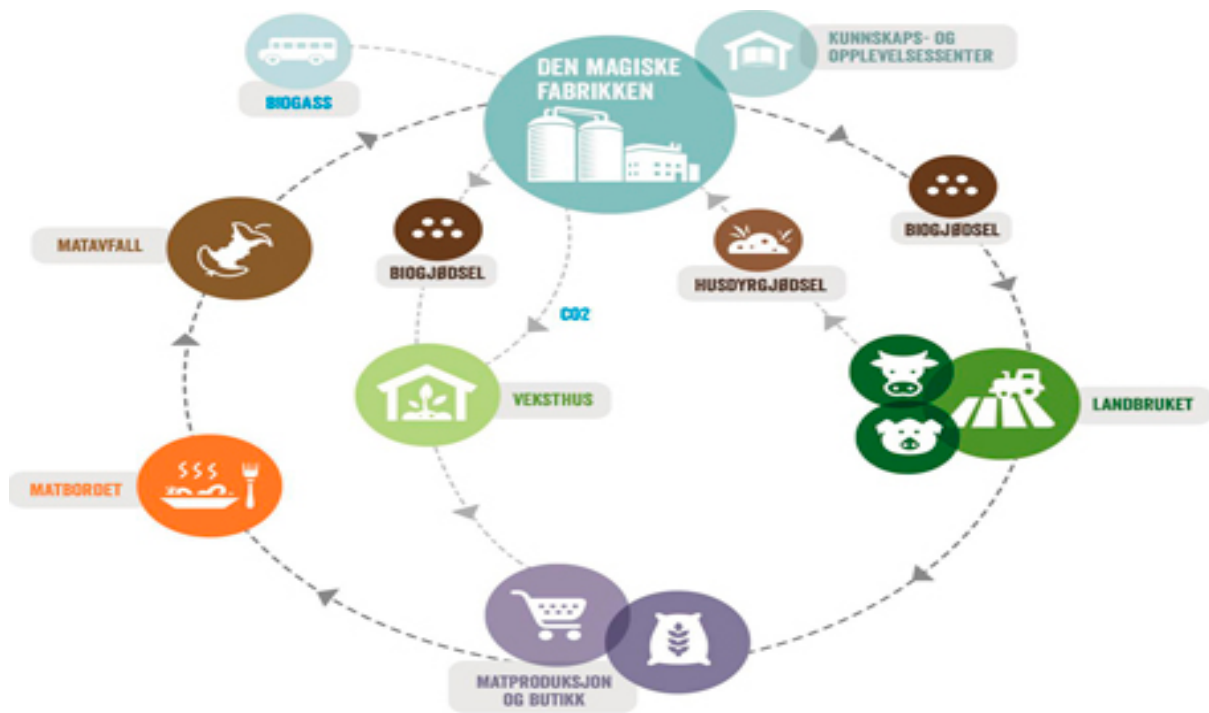 KUNNSKAPS- OG
OPPLEVELSESSENTER
DEN MAGISKE
FABRIKKEN
BIOGASS
MATAVFALL
BIOGJØDSEL
HUSDYRGJØDSEL
BIOGJØDSEL
CO2
VEKSTHUS
LANDBRUKET
MATBORDET
MATPRODUKSJON
OG BUTIKK